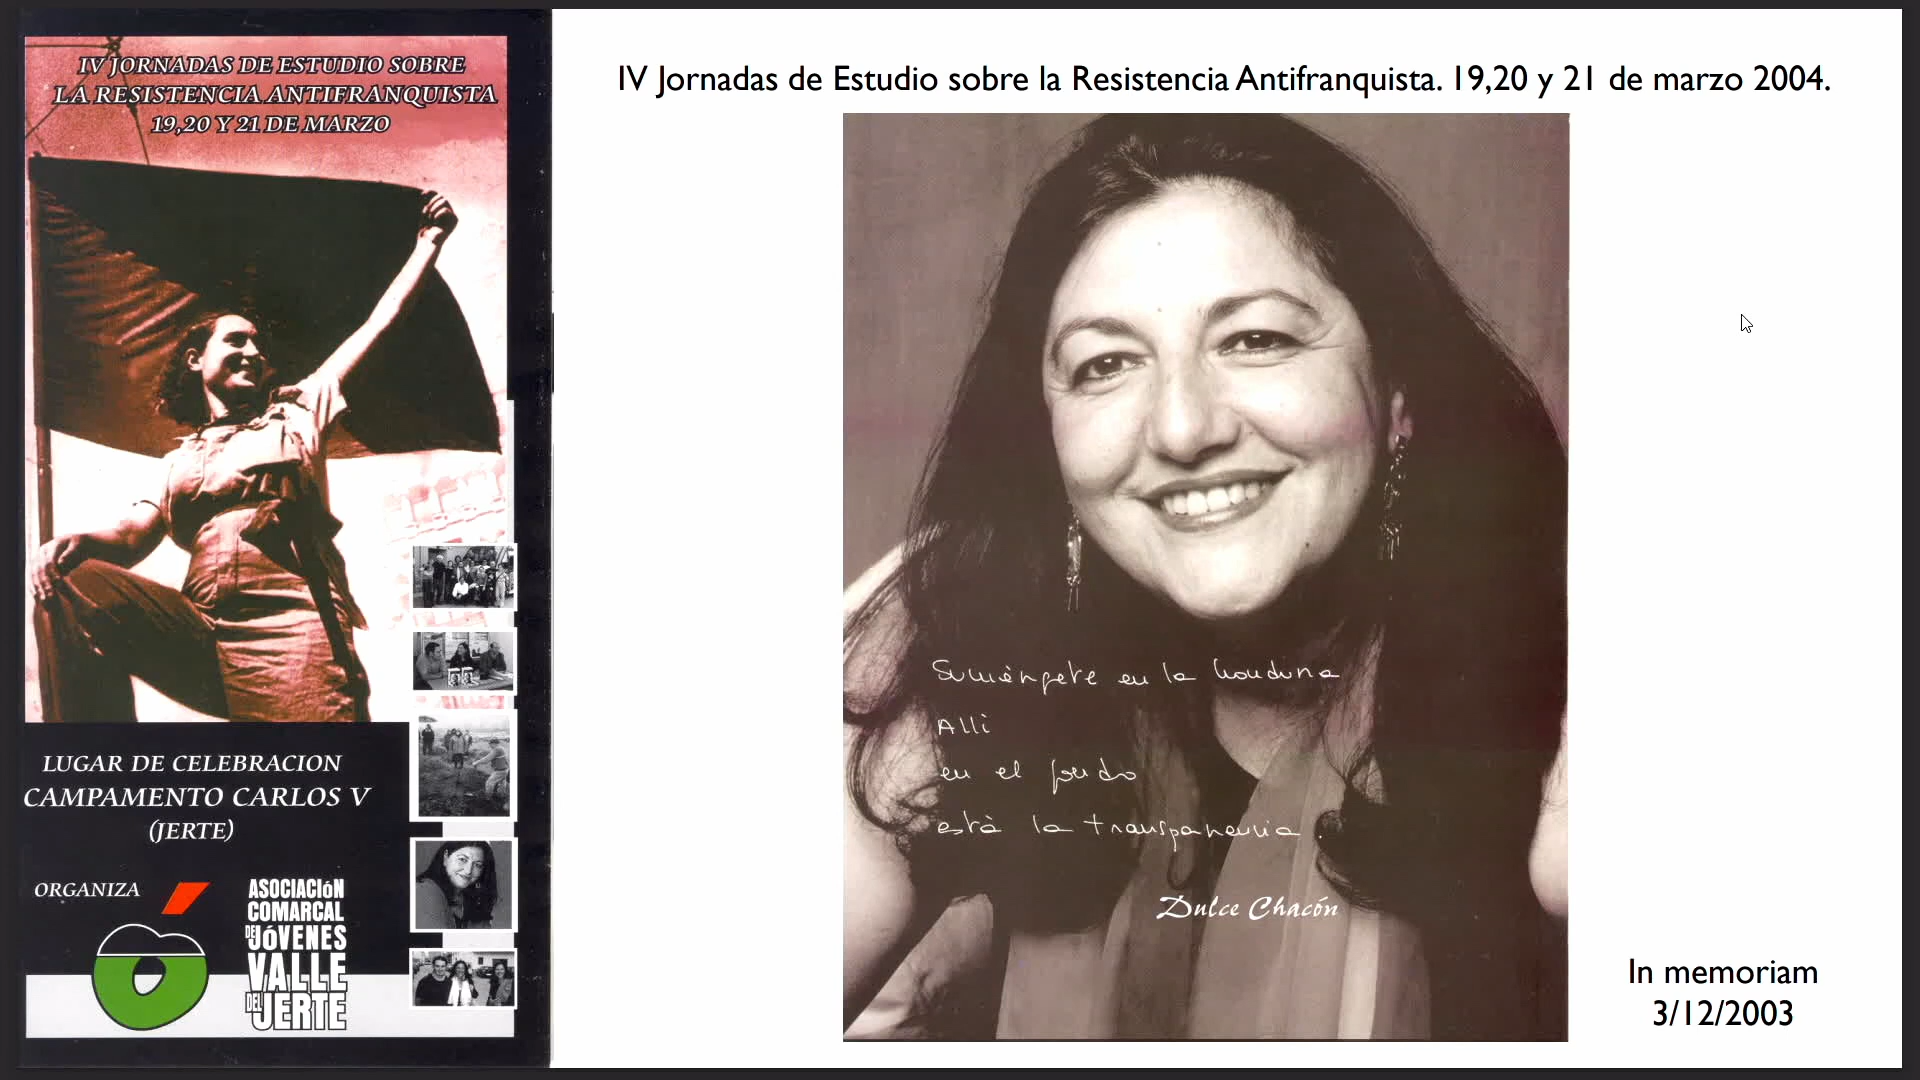 IV JORNADAS DE ESTUDIO SOBRE
LA RESISTENCIA ANTIFRANQUISTA
19,20 Y 21 DE MARZO
LUGAR DE CELEBRACION
CAMPAMENTO CARLOS V
(JERTE)
ORGANIZA
ASOCIACIóN
COMARCAL
DE JÓVENES
VALLE
DEL JERTE
IV Jornadas de Estudio sobre la Resistencia Antifranquista. 19,20 y 21 de marzo 2004.
Sumérgete en la hondura
Allí
en el fondo
está la transparencia.
Dulce Chacón
In memoriam
3/12/2003